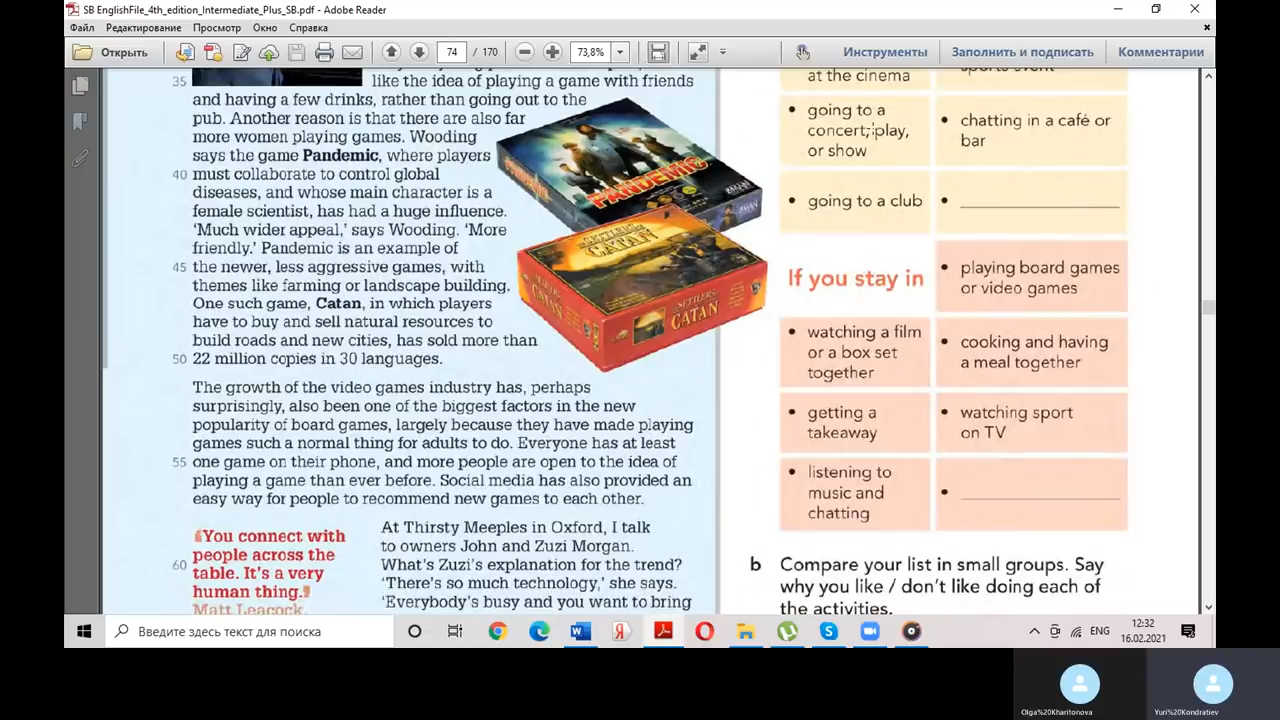 SB EnglishFile_4th_edition_Intermediate_Plus_SB.pdf - Adobe Reader
Файл Редактирование Просмотр Окно Справка
Открыть
74 / 170
73,8%
Инструменты
Заполнить и подписать
Комментарии
35 like the idea of playing a game with friends
and having a few drinks, rather than going out to the
pub. Another reason is that there are also far
more women playing games. Wooding
says the game Pandemic, where players
40 must collaborate to control global
diseases, and whose main character is a
female scientist, has had a huge influence.
'Much wider appeal,' says Wooding. 'More
friendly.' Pandemic is an example of
45 the newer, less aggressive games, with
themes like farming or landscape building.
One such game, Catan, in which players
have to buy and sell natural resources to
build roads and new cities, has sold more than
50 22 million copies in 30 languages.
PANDEMIC
SETTLERS
CATAN
SETTLERS
CATAN
The growth of the video games industry has, perhaps
surprisingly, also been one of the biggest factors in the new
popularity of board games, largely because they have made playing
games such a normal thing for adults to do. Everyone has at least
55 one game on their phone, and more people are open to the idea of
playing a game than ever before. Social media has also provided an
easy way for people to recommend new games to each other.
'You connect with
people across the
table. It's a very
human thing.'
Matt Leacock
At Thirsty Meeples in Oxford, I talk
60 to owners John and Zuzi Morgan.
What's Zuzi's explanation for the trend?
'There's so much technology,' she says.
'Everybody's busy and you want to bring
at the cinema
sports event
• going to a
concert, play,
or show
• chatting in a café or
bar
• going to a club
• ____________________
If you stay in
• playing board games
or video games
• watching a film
or a box set
together
• cooking and having
a meal together
• getting a
takeaway
• watching sport
on TV
• listening to
music and
chatting
• ____________________
b Compare your list in small groups. Say
why you like / don't like doing each of
the activities.
Введите здесь текст для поиска
ENG
12:32
16.02.2021
Olga%20Kharitonova
Yuri%20Kondratiev